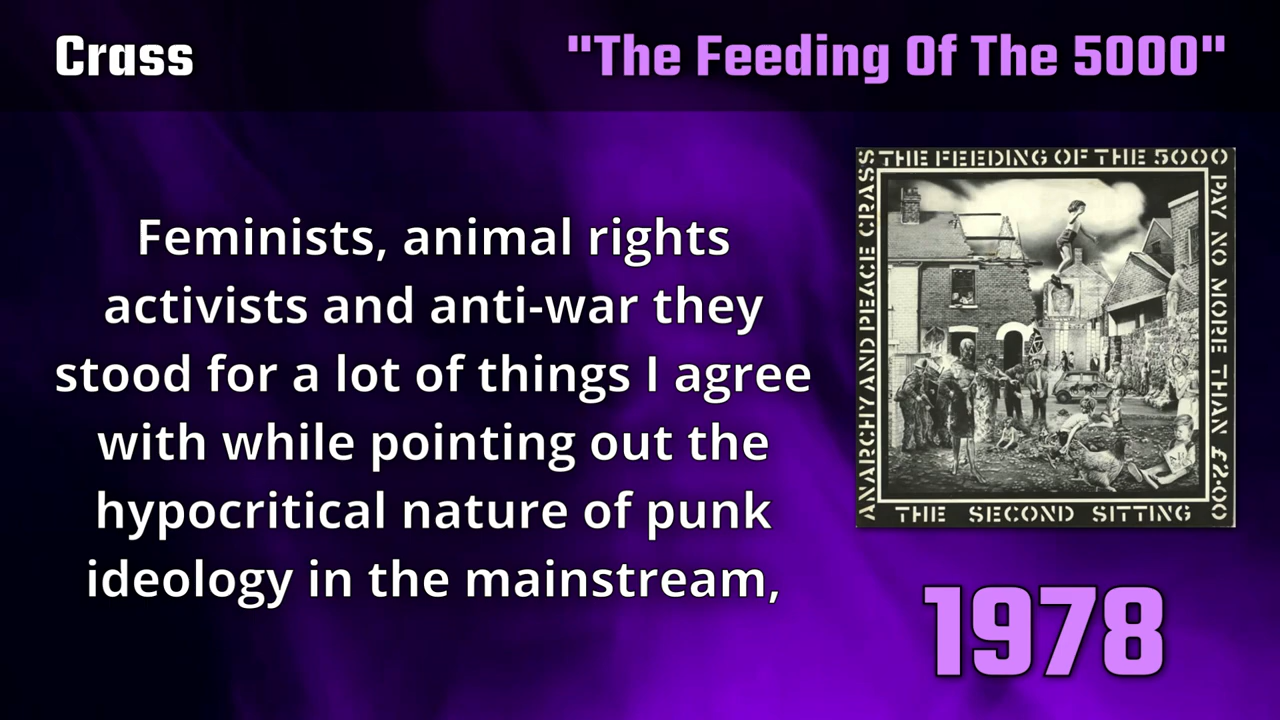 Crass
"The Feeding Of The 5000"
Feminists, animal rights
activists and anti-war they
stood for a lot of things I agree
with while pointing out the
hypocritical nature of punk
ideology in the mainstream,
THE FEEDING OF THE 5000
PAY NO MORE THAN £2·00
ANARCHY AND PEACE CRASS
THE SECOND SITTING
1978